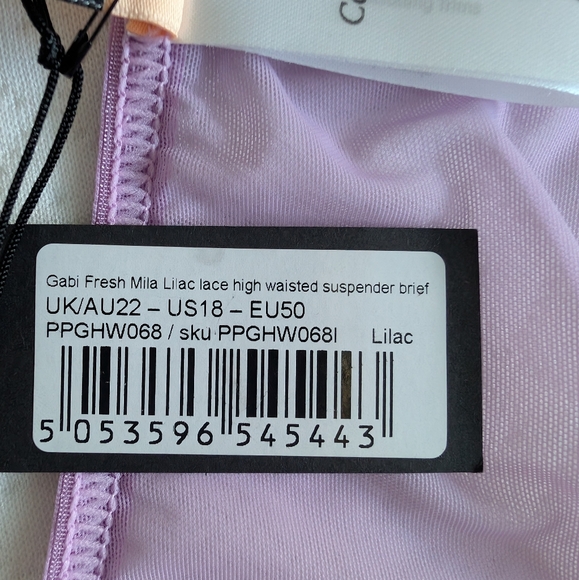 Gabi Fresh Mila Lilac lace high waisted suspender brief
UK/AU22 – US18 – EU50
PPGHW068 / sku PPGHW068I Lilac
5 053596 545443